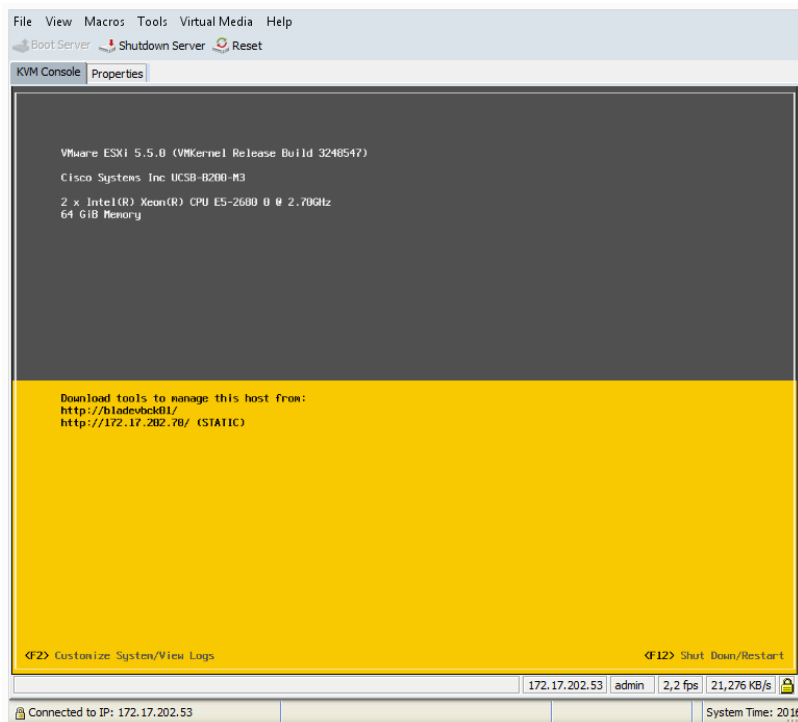 File View Macros Tools Virtual Media Help
Boot Server Shutdown Server Reset
KVM Console Properties
VMware ESXi 5.5.0 (VMKernel Release Build 3248547)
Cisco Systems Inc UCSB-B200-M3
2 x Intel(R) Xeon(R) CPU E5-2680 0 @ 2.70GHz
64 GiB Memory
Download tools to manage this host from:
http://bladevbck01/
http://172.17.202.70/ (STATIC)
<F2> Customize System/View Logs <F12> Shut Down/Restart
172.17.202.53 admin 2,2 fps 21,276 KB/s
Connected to IP: 172.17.202.53 System Time: 2016